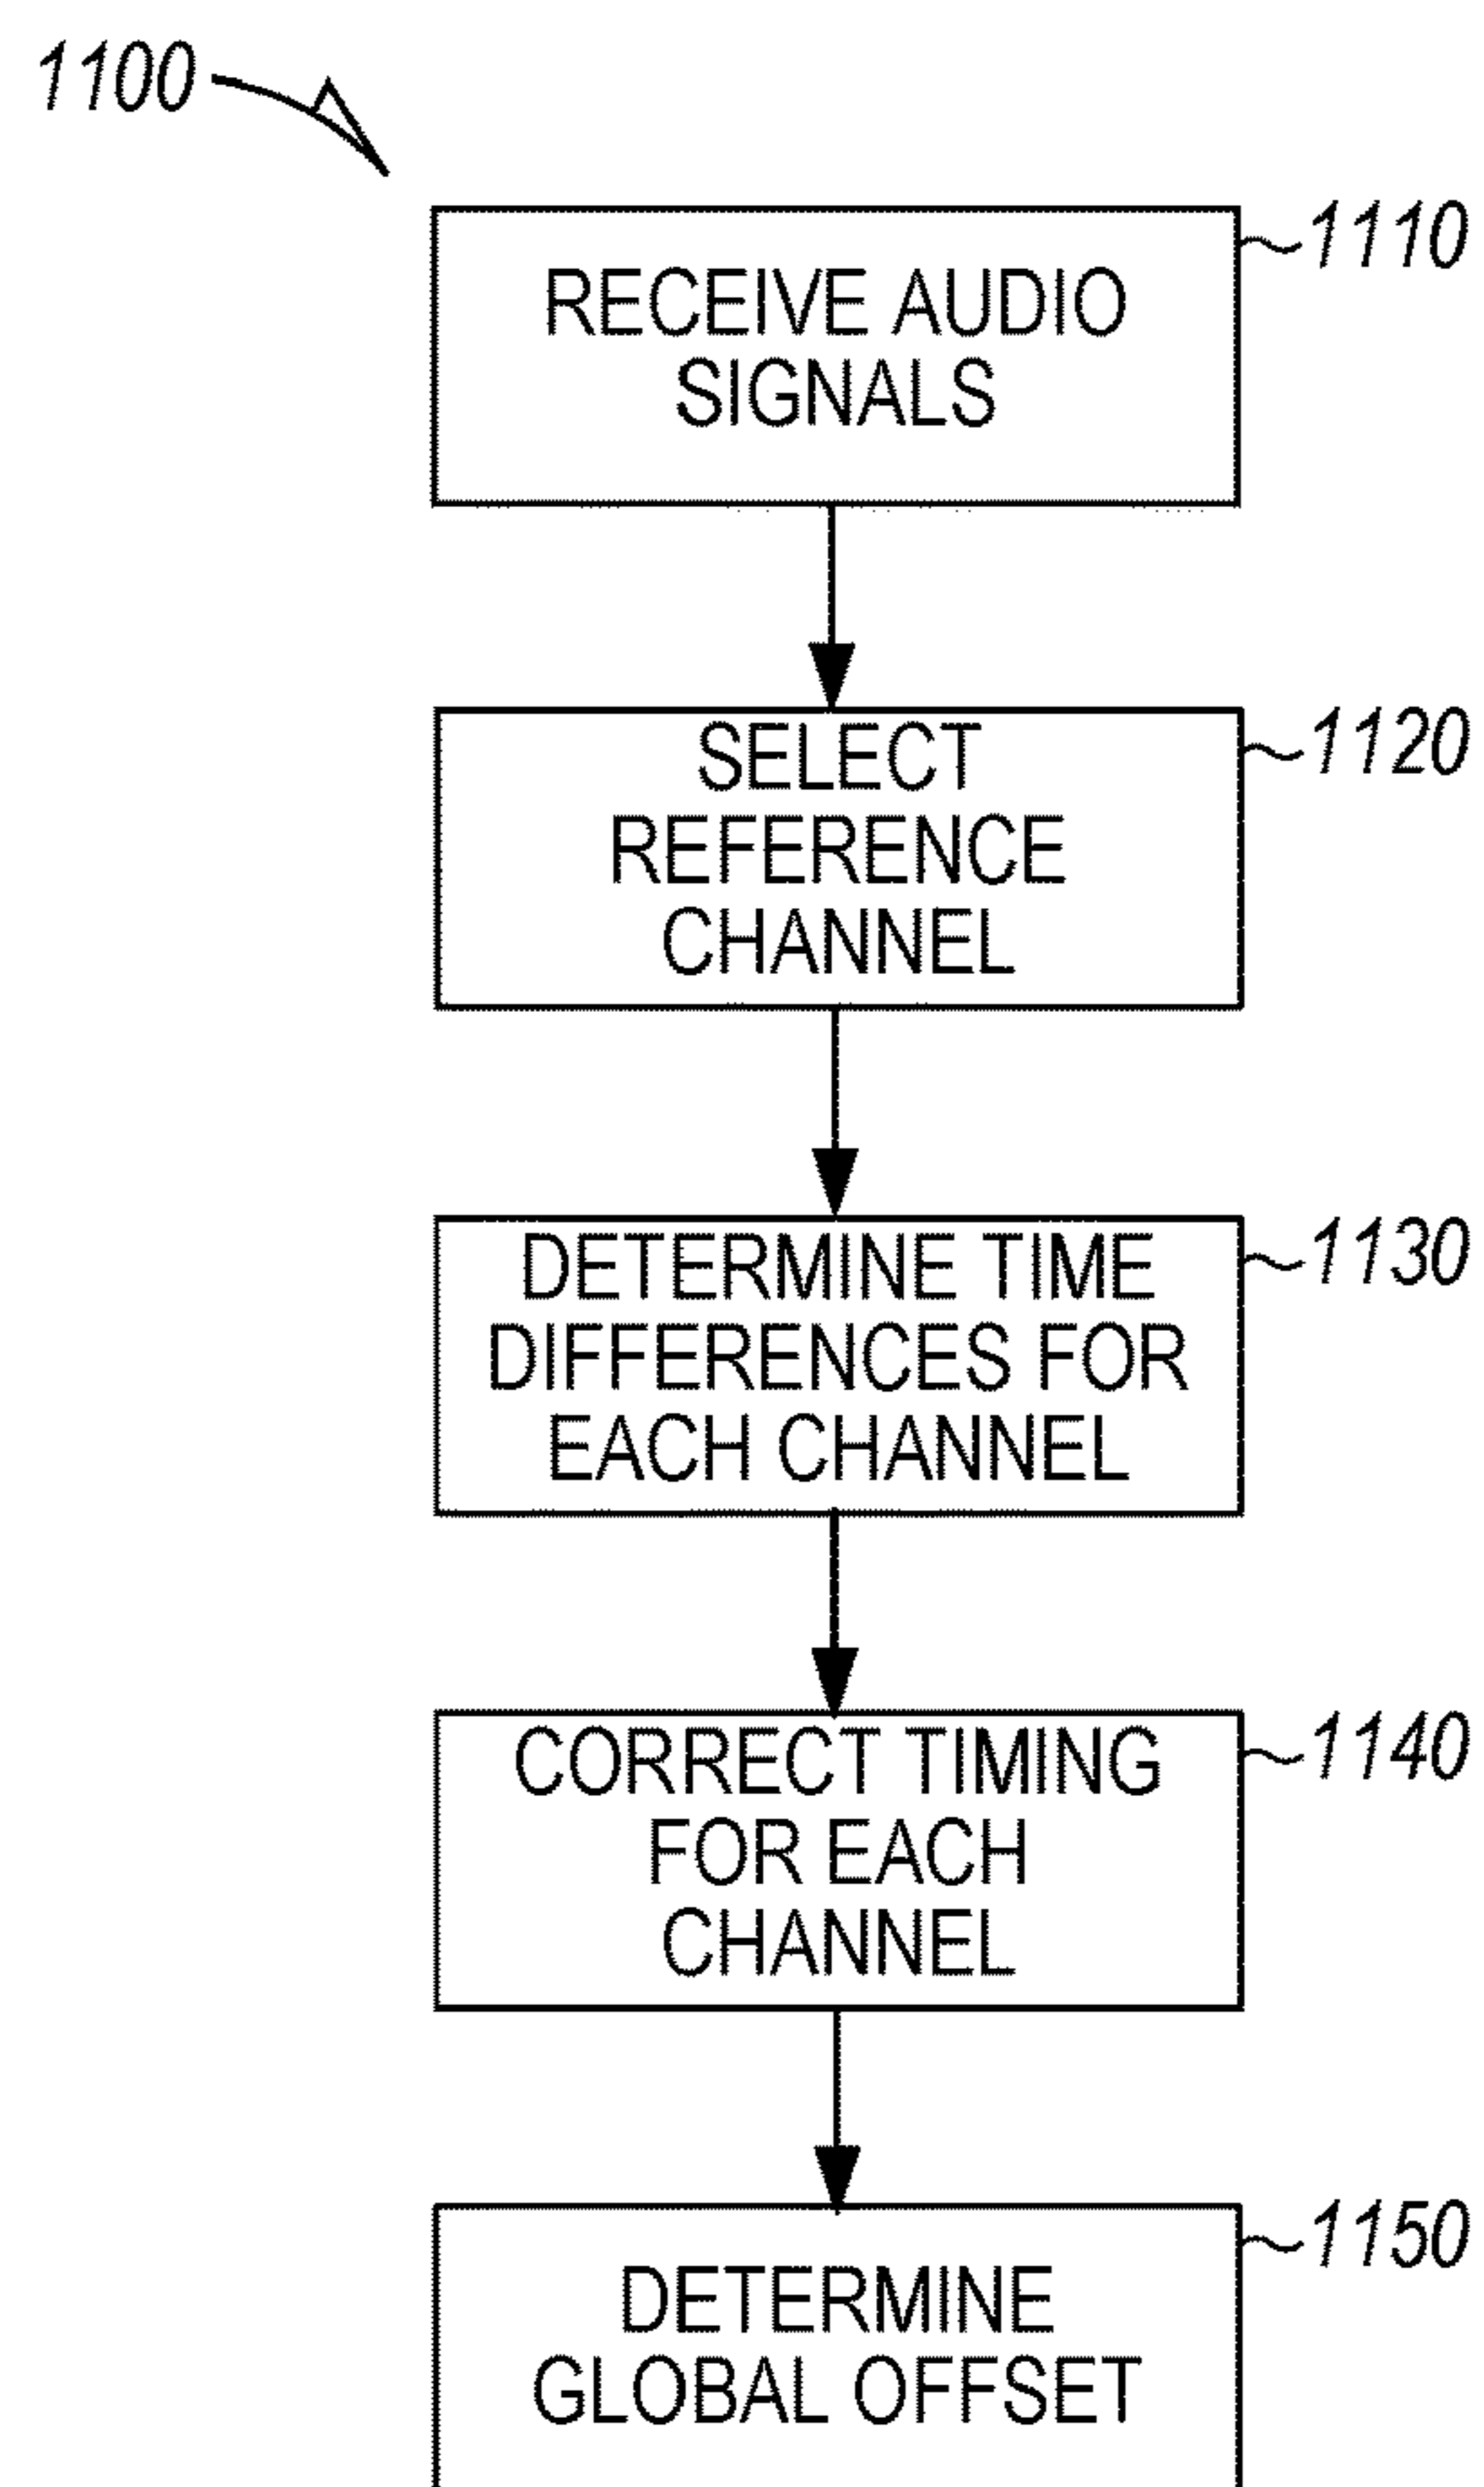 1100
RECEIVE AUDIO
SIGNALS
1110
SELECT
REFERENCE
CHANNEL
1120
DETERMINE TIME
DIFFERENCES FOR
EACH CHANNEL
1130
CORRECT TIMING
FOR EACH
CHANNEL
1140
DETERMINE
GLOBAL OFFSET
1150